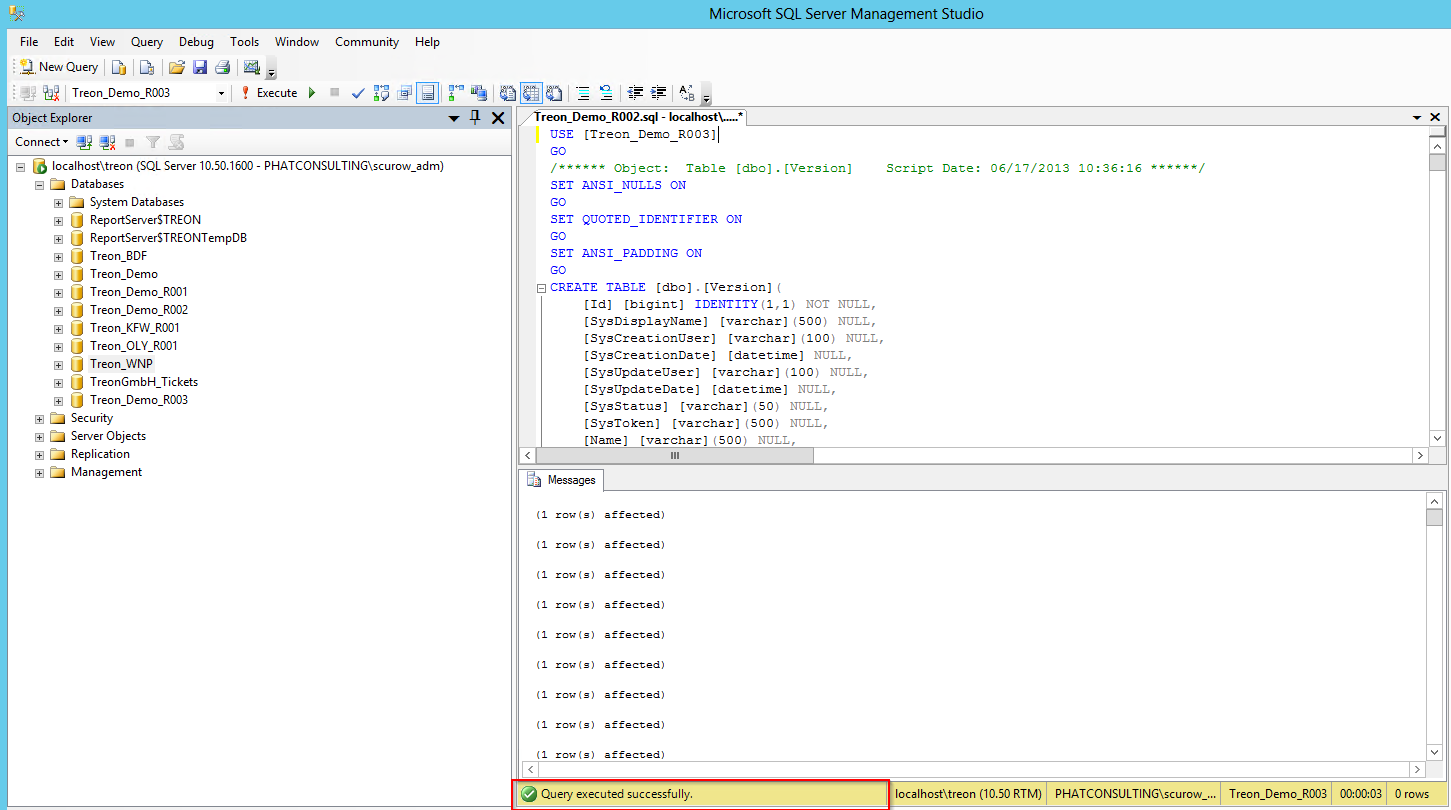 Microsoft SQL Server Management Studio
File Edit View Query Debug Tools Window Community Help
New Query
Treon_Demo_R003 Execute
Object Explorer
Connect
localhost\treon (SQL Server 10.50.1600 - PHATCONSULTING\scurow_adm)
Databases
System Databases
ReportServer$TREON
ReportServer$TREONTempDB
Treon_BDF
Treon_Demo
Treon_Demo_R001
Treon_Demo_R002
Treon_KFW_R001
Treon_OLY_R001
Treon_WNP
TreonGmbH_Tickets
Treon_Demo_R003
Security
Server Objects
Replication
Management
Treon_Demo_R002.sql - localhost\.....*
USE [Treon_Demo_R003]
GO
/****** Object:  Table [dbo].[Version]    Script Date: 06/17/2013 10:36:16 ******/
SET ANSI_NULLS ON
GO
SET QUOTED_IDENTIFIER ON
GO
SET ANSI_PADDING ON
GO
CREATE TABLE [dbo].[Version](
[Id] [bigint] IDENTITY(1,1) NOT NULL,
[SysDisplayName] [varchar](500) NULL,
[SysCreationUser] [varchar](100) NULL,
[SysCreationDate] [datetime] NULL,
[SysUpdateUser] [varchar](100) NULL,
[SysUpdateDate] [datetime] NULL,
[SysStatus] [varchar](50) NULL,
[SysToken] [varchar](500) NULL,
[Name] [varchar](500) NULL,
Messages
(1 row(s) affected)
(1 row(s) affected)
(1 row(s) affected)
(1 row(s) affected)
(1 row(s) affected)
(1 row(s) affected)
(1 row(s) affected)
(1 row(s) affected)
(1 row(s) affected)
Query executed successfully. localhost\treon (10.50 RTM) PHATCONSULTING\scurow_... Treon_Demo_R003 00:00:03 0 rows